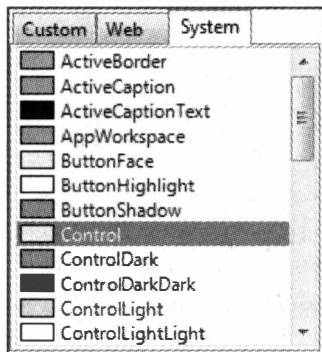 Custom Web System
ActiveBorder
ActiveCaption
ActiveCaptionText
AppWorkspace
ButtonFace
ButtonHighlight
ButtonShadow
Control
ControlDark
ControlDarkDark
ControlLight
ControlLightLight